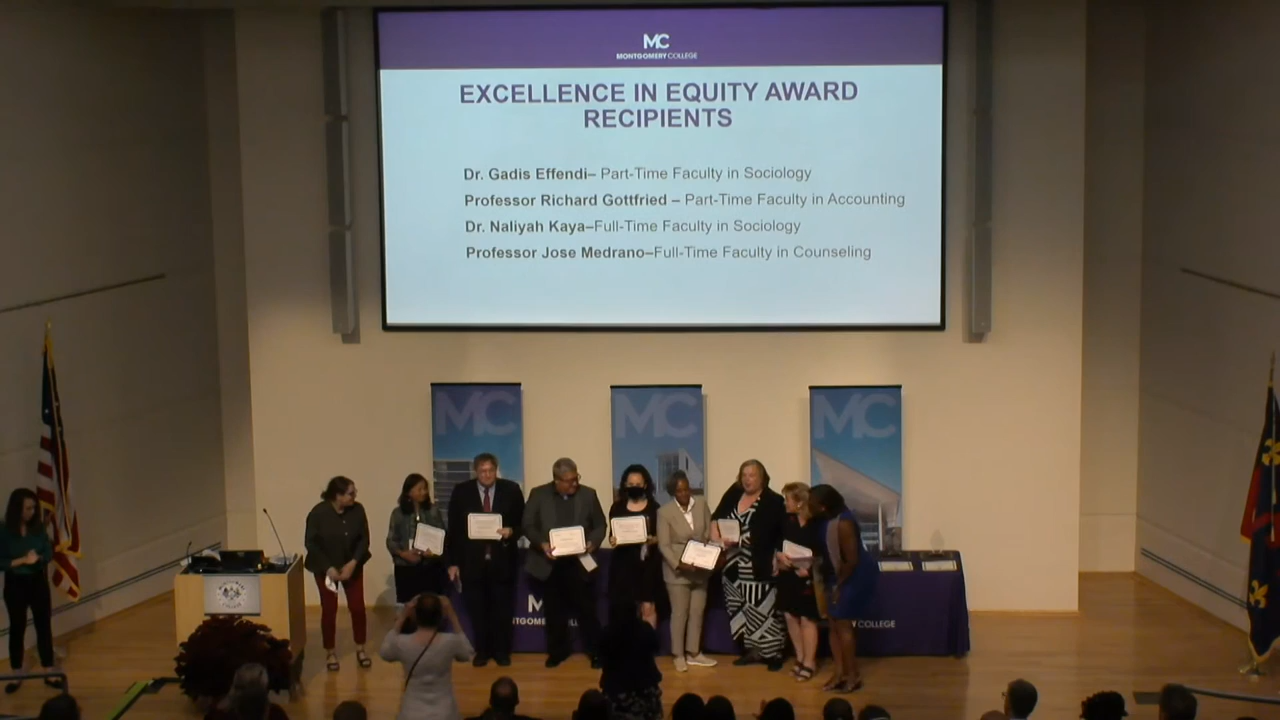 MC
MONTGOMERY COLLEGE
EXCELLENCE IN EQUITY AWARD
RECIPIENTS
Dr. Gadis Effendi– Part-Time Faculty in Sociology
Professor Richard Gottfried – Part-Time Faculty in Accounting
Dr. Naliyah Kaya–Full-Time Faculty in Sociology
Professor Jose Medrano–Full-Time Faculty in Counseling
MC
MC
MC